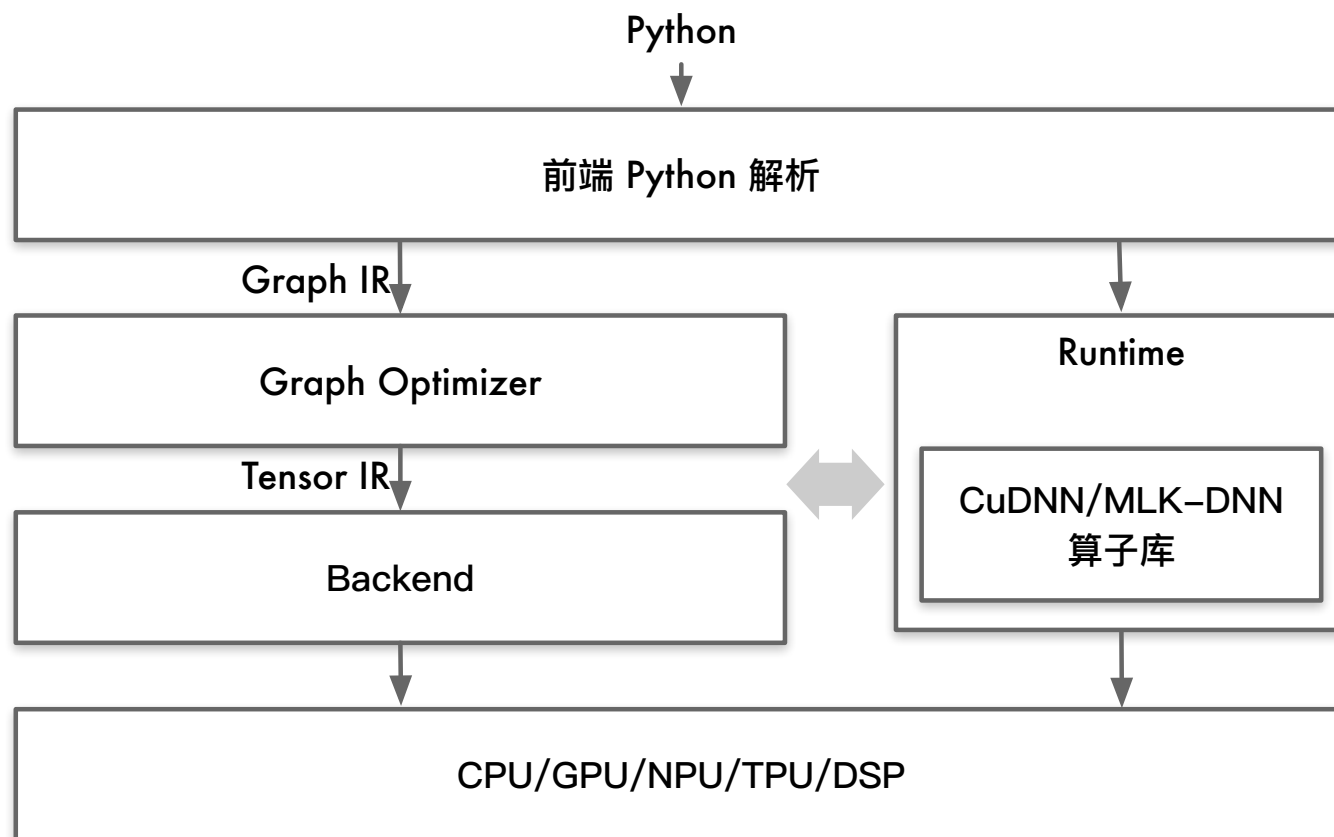 Python
前端 Python 解析
Graph IR
Graph Optimizer
Runtime
Tensor IR
CuDNN/MLK-DNN
算子库
Backend
CPU/GPU/NPU/TPU/DSP